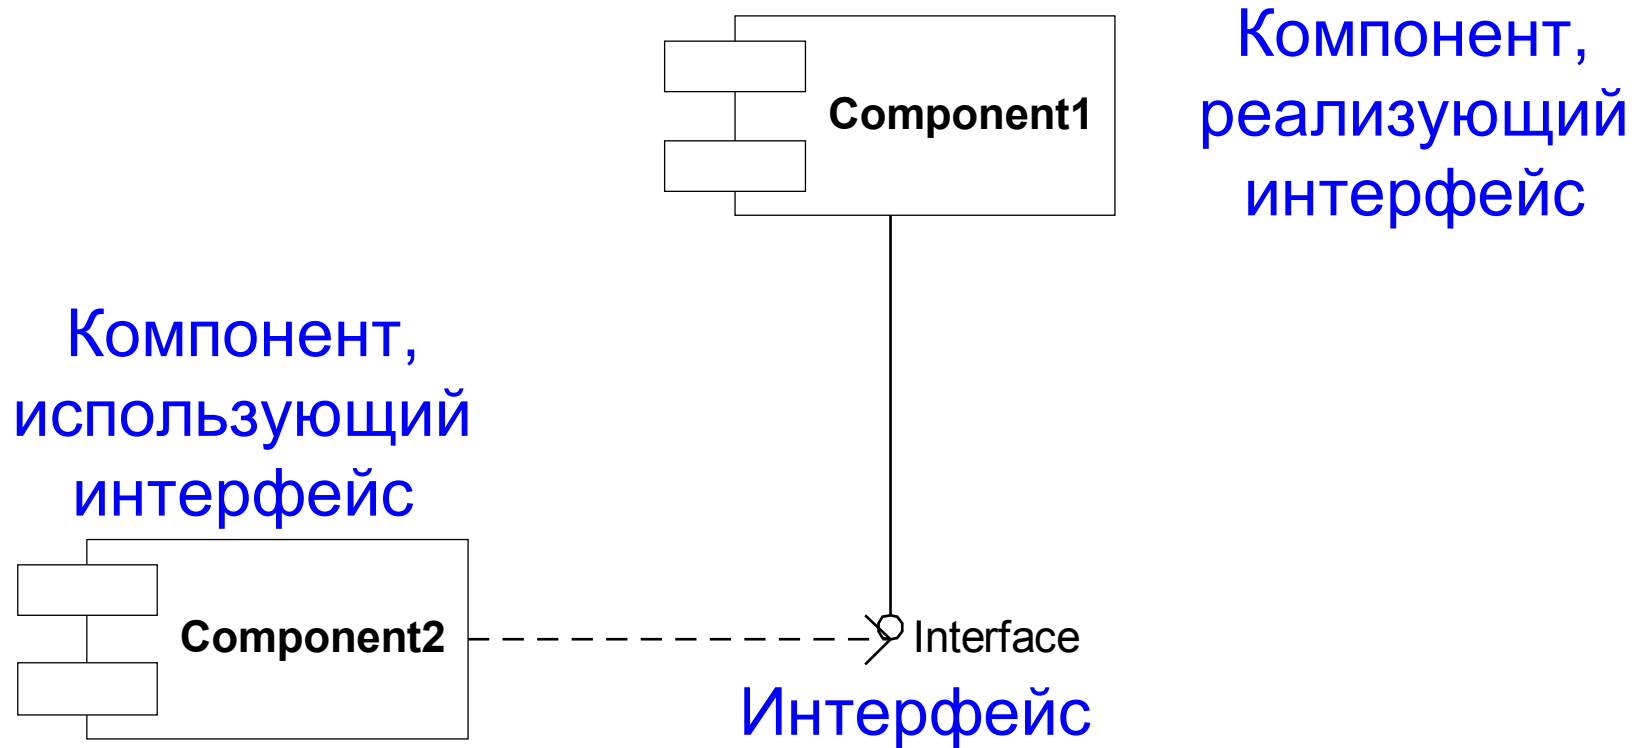 Component1
Компонент,
реализующий
интерфейс
Компонент,
использующий
интерфейс
Component2
Interface
Интерфейс